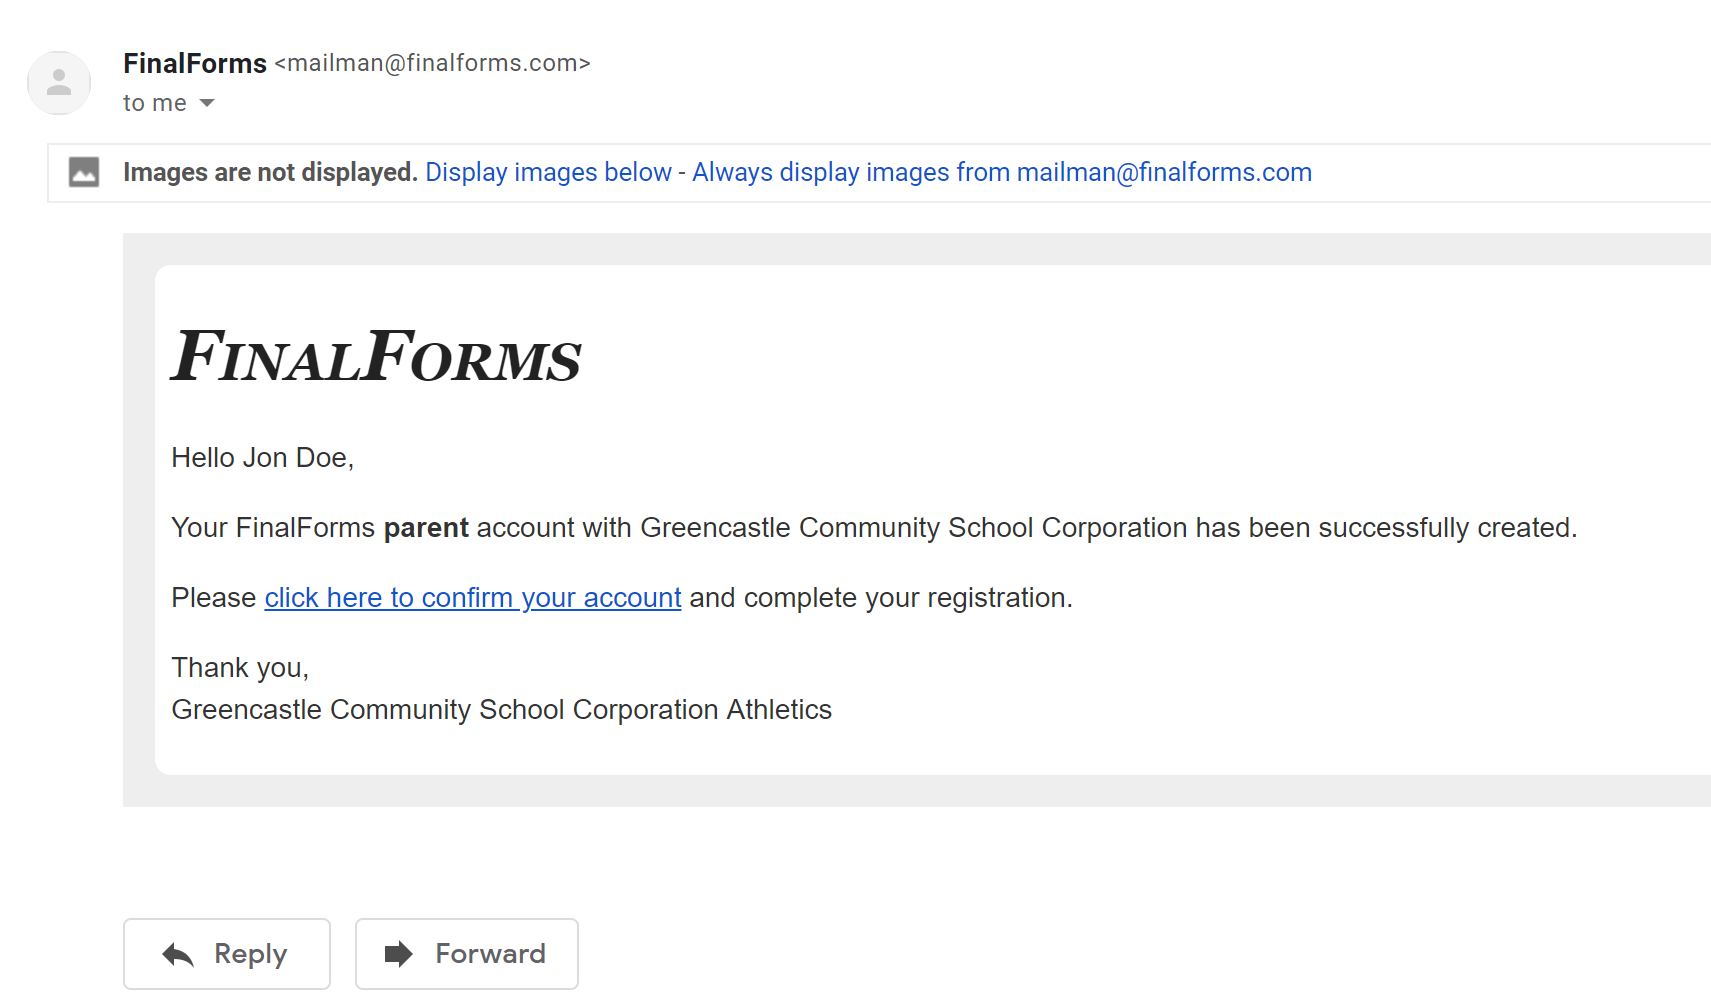 FinalForms <mailman@finalforms.com>
to me
Images are not displayed. Display images below - Always display images from mailman@finalforms.com
FINALFORMS
Hello Jon Doe,
Your FinalForms parent account with Greencastle Community School Corporation has been successfully created.
Please click here to confirm your account and complete your registration.
Thank you,
Greencastle Community School Corporation Athletics
Reply
Forward